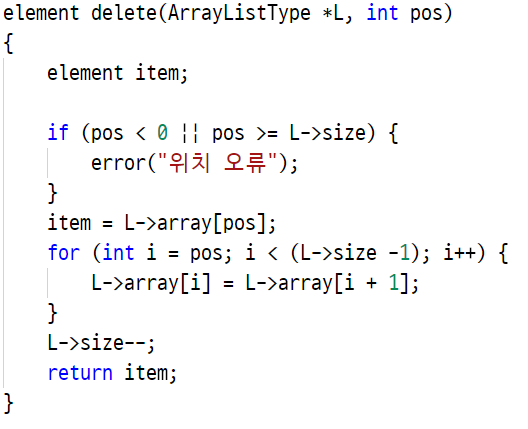 element delete(ArrayListType *L, int pos)
{
    element item;

    if (pos < 0 || pos >= L->size) {
        error("위치 오류");
    }
    item = L->array[pos];
    for (int i = pos; i < (L->size -1); i++) {
        L->array[i] = L->array[i + 1];
    }
    L->size--;
    return item;
}